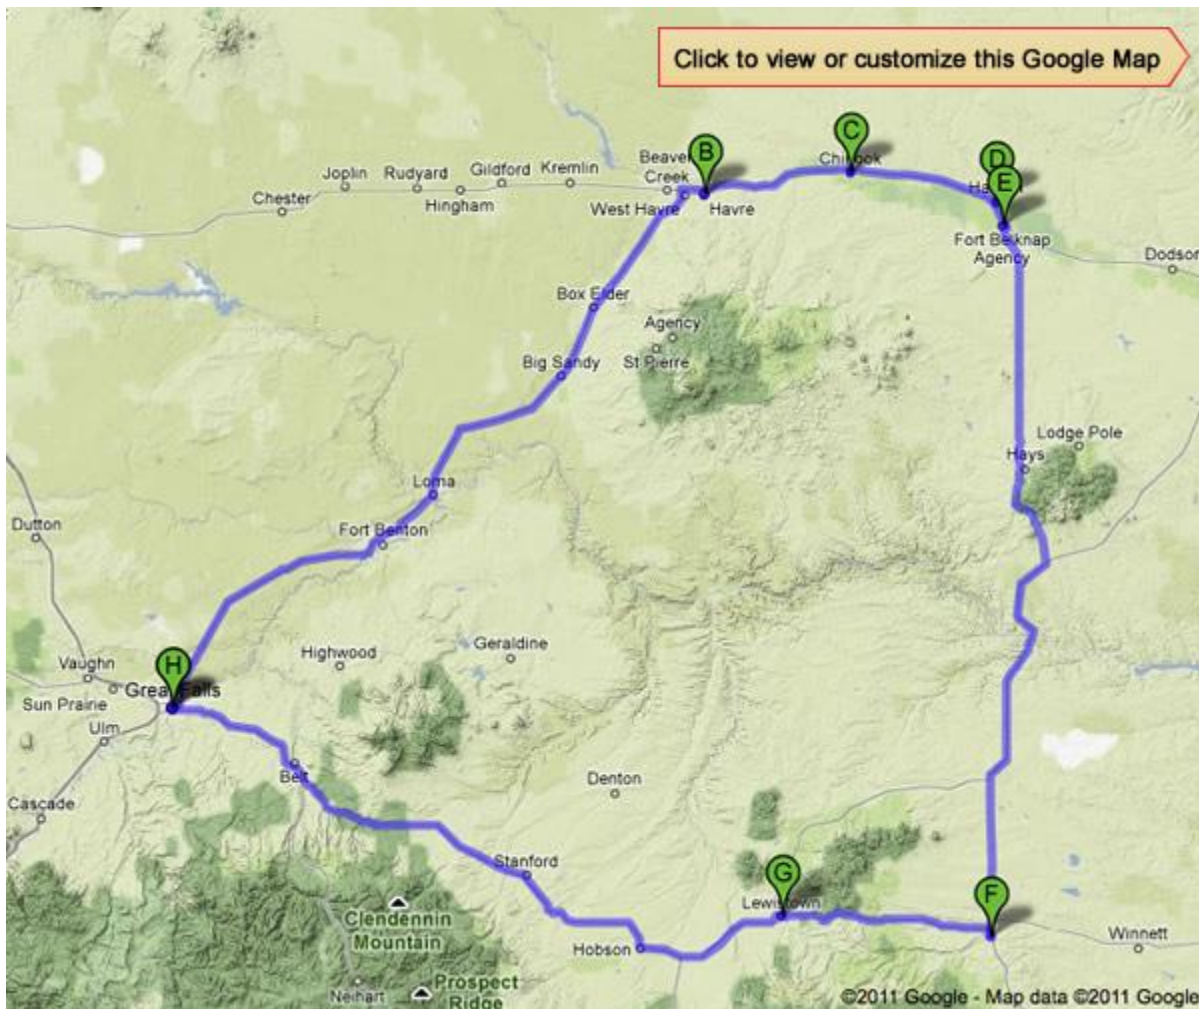 Click to view or customize this Google Map
B
C
D
E
Beaver
Creek
Chinook
Joplin
Rudyard
Gildford
Kremlin
Chester
Hingham
West Havre
Havre
Fort Belknap
Agency
Dodson
Box Elder
Agency
St Pierre
Big Sandy
Lodge Pole
Hays
Loma
Dutton
Fort Benton
Geraldine
Highwood
H
Vaughn
Great Falls
Sun Prairie
Ulm
Belt
Denton
Cascade
Stanford
G
F
Lewistown
Clendennin
Mountain
Hobson
Winnett
Neihart
Prospect
Ridge
©2011 Google - Map data ©2011 Google